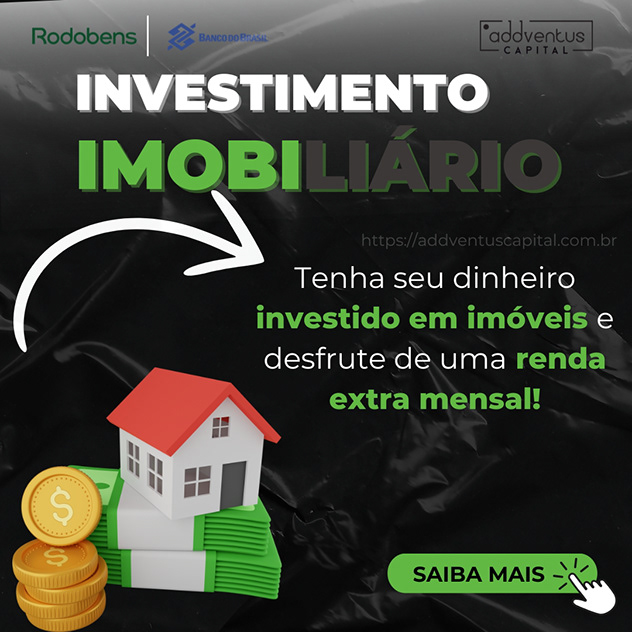 Rodobens
BANCO DO BRASIL
addventus
CAPITAL
INVESTIMENTO
IMOBILIÁRIO
https://addventuscapital.com.br
Tenha seu dinheiro
investido em imóveis e
desfrute de uma renda
extra mensal!
$
$
SAIBA MAIS